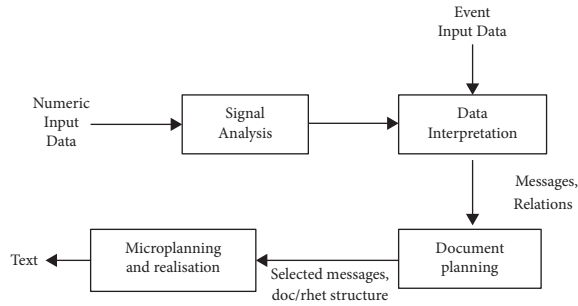 Event
Input Data
Numeric
Input
Data
Signal
Analysis
Data
Interpretation
Messages,
Relations
Document
planning
Selected messages,
doc/rhet structure
Microplanning
and realisation
Text